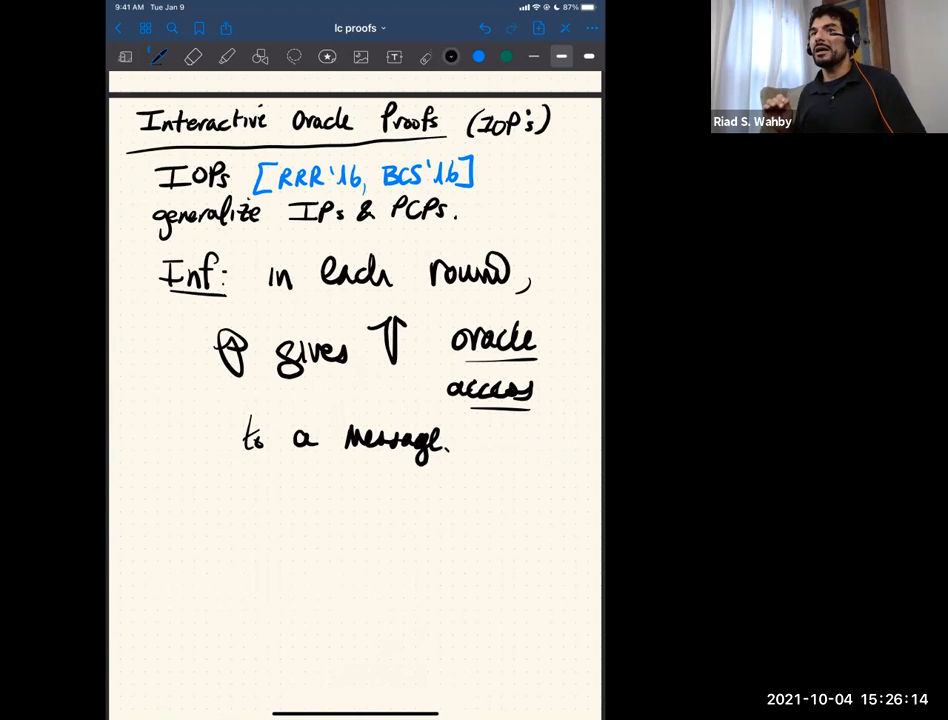 9:41 AM Tue Jan 9
87%
lc proofs
Riad S. Wahby
Interactive Oracle Proofs (IOP's)
IOPs [RRR'16, BCS'16]
generalize IPs & PCPs.
Inf: in each round,
P gives V oracle
access
to a message.
2021-10-04 15:26:14